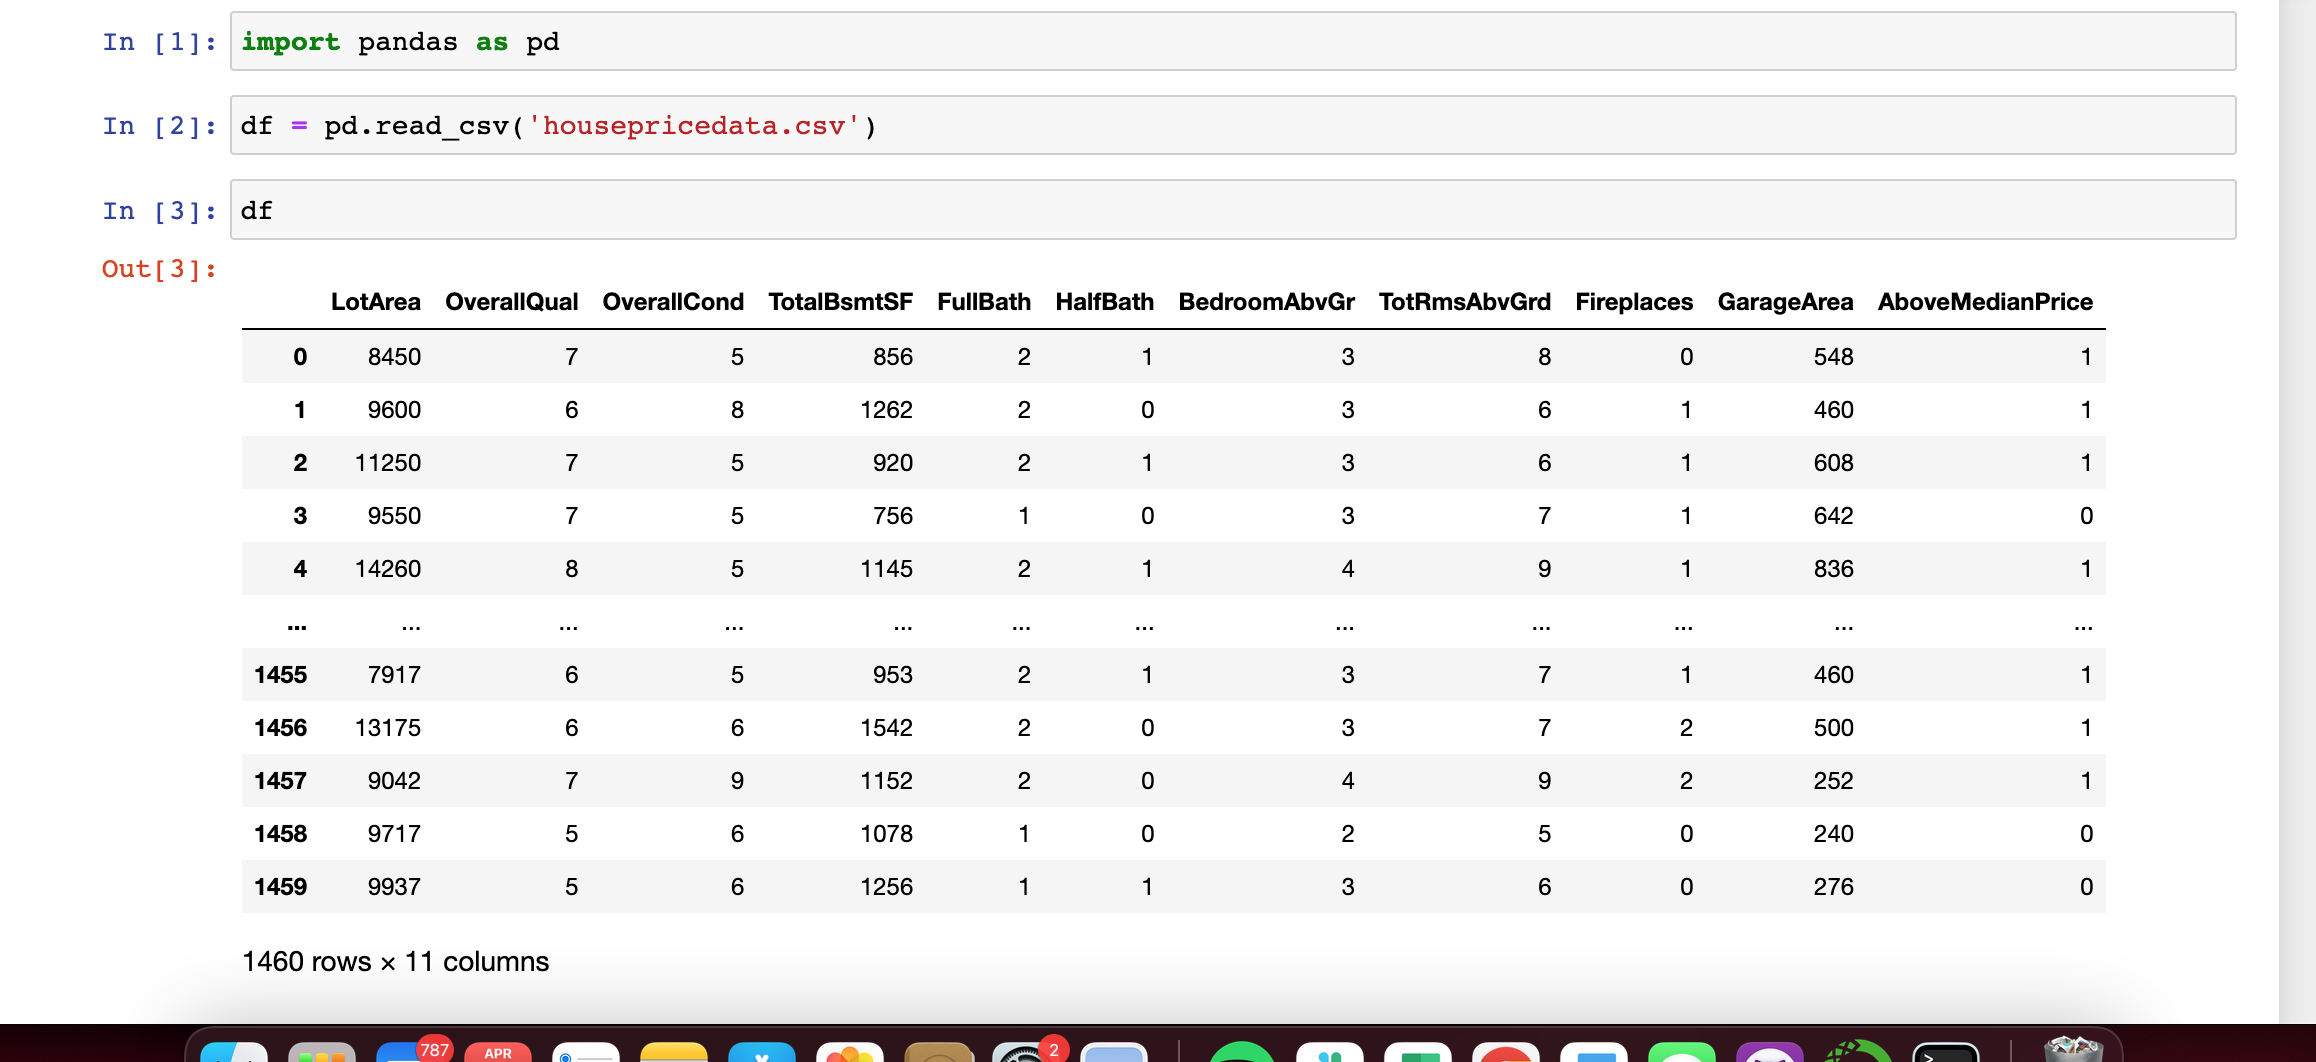 In [1]: import pandas as pd
In [2]: df = pd.read_csv('housepricedata.csv')
In [3]: df
Out[3]:
LotArea OverallQual OverallCond TotalBsmtSF FullBath HalfBath BedroomAbvGr TotRmsAbvGrd Fireplaces GarageArea AboveMedianPrice
0 8450 7 5 856 2 1 3 8 0 548 1
1 9600 6 8 1262 2 0 3 6 1 460 1
2 11250 7 5 920 2 1 3 6 1 608 1
3 9550 7 5 756 1 0 3 7 1 642 0
4 14260 8 5 1145 2 1 4 9 1 836 1
... ... ... ... ... ... ... ... ... ... ... ...
1455 7917 6 5 953 2 1 3 7 1 460 1
1456 13175 6 6 1542 2 0 3 7 2 500 1
1457 9042 7 9 1152 2 0 4 9 2 252 1
1458 9717 5 6 1078 1 0 2 5 0 240 0
1459 9937 5 6 1256 1 1 3 6 0 276 0
1460 rows × 11 columns
787 APR 2